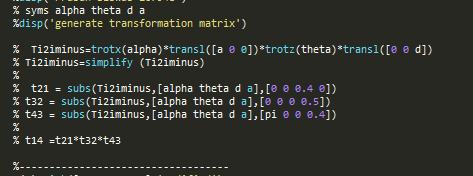 % syms alpha theta d a
%disp('generate transformation matrix')
%  Ti2iminus=trotx(alpha)*transl([a 0 0])*trotz(theta)*transl([0 0 d])
% Ti2iminus=simplify (Ti2iminus)
%
%  t21 = subs(Ti2iminus,[alpha theta d a],[0 0 0.4 0])
% t32 = subs(Ti2iminus,[alpha theta d a],[0 0 0 0.5])
% t43 = subs(Ti2iminus,[alpha theta d a],[pi 0 0 0.4])
%
% t14 =t21*t32*t43
%-----------------------------------